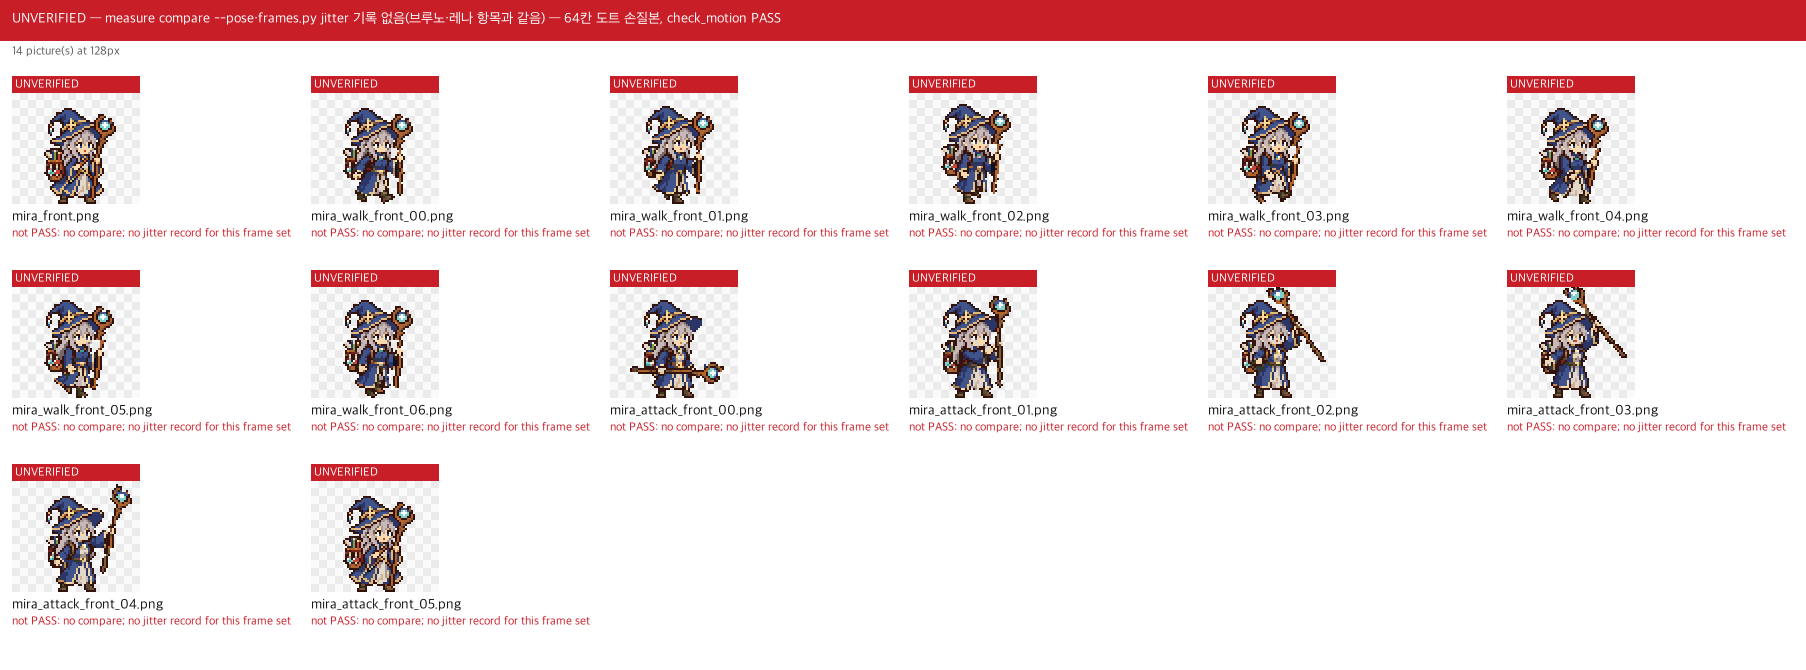 UNVERIFIED — measure compare --pose·frames.py jitter 기록 없음(브루노·레나 항목과 같음) — 64칸 도트 손질본, check_motion PASS
14 picture(s) at 128px
UNVERIFIED
UNVERIFIED
UNVERIFIED
UNVERIFIED
UNVERIFIED
UNVERIFIED
mira_front.png
mira_walk_front_00.png
mira_walk_front_01.png
mira_walk_front_02.png
mira_walk_front_03.png
mira_walk_front_04.png
not PASS: no compare; no jitter record for this frame set
not PASS: no compare; no jitter record for this frame set
not PASS: no compare; no jitter record for this frame set
not PASS: no compare; no jitter record for this frame set
not PASS: no compare; no jitter record for this frame set
not PASS: no compare; no jitter record for this frame set
UNVERIFIED
UNVERIFIED
UNVERIFIED
UNVERIFIED
UNVERIFIED
UNVERIFIED
mira_walk_front_05.png
mira_walk_front_06.png
mira_attack_front_00.png
mira_attack_front_01.png
mira_attack_front_02.png
mira_attack_front_03.png
not PASS: no compare; no jitter record for this frame set
not PASS: no compare; no jitter record for this frame set
not PASS: no compare; no jitter record for this frame set
not PASS: no compare; no jitter record for this frame set
not PASS: no compare; no jitter record for this frame set
not PASS: no compare; no jitter record for this frame set
UNVERIFIED
UNVERIFIED
mira_attack_front_04.png
mira_attack_front_05.png
not PASS: no compare; no jitter record for this frame set
not PASS: no compare; no jitter record for this frame set